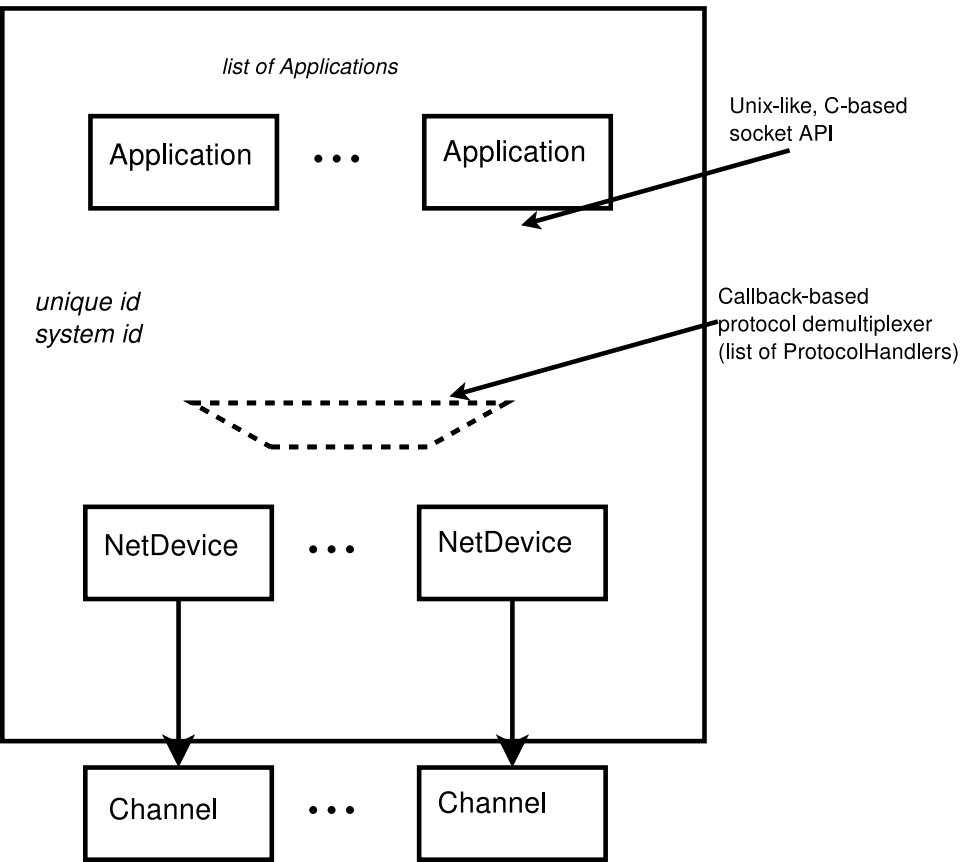 list of Applications
Unix-like, C-based
socket API
Application
• • •
Application
unique id
system id
Callback-based
protocol demultiplexer
(list of ProtocolHandlers)
NetDevice
• • •
NetDevice
Channel
• • •
Channel